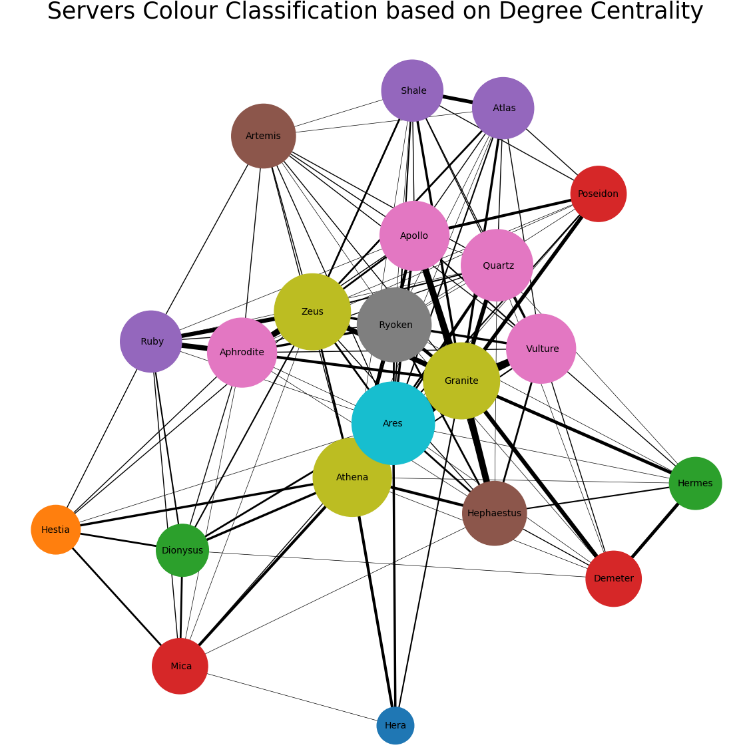 Servers Colour Classification based on Degree Centrality
Shale
Atlas
Artemis
Poseidon
Apollo
Quartz
Zeus
Ryoken
Ruby
Aphrodite
Vulture
Granite
Ares
Athena
Hermes
Hephaestus
Hestia
Dionysus
Demeter
Mica
Hera